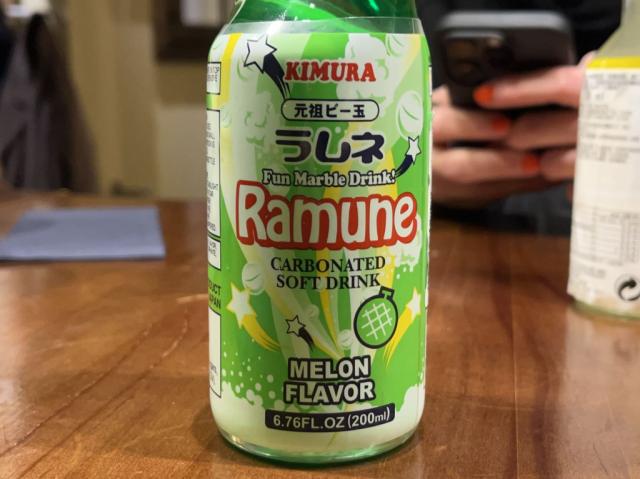 KIMURA
元祖ビー玉
ラムネ
Fun Marble Drink!
Ramune
CARBONATED
SOFT DRINK
MELON
FLAVOR
6.76FL.OZ(200ml)